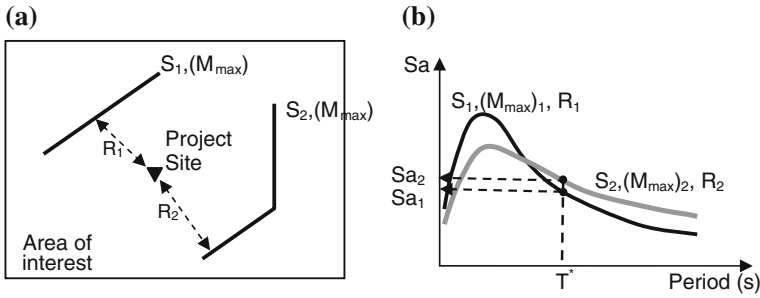 (a)
S₁,(Mmax)
S₂,(Mmax)
R₁
Project
Site
R₂
Area of
interest
(b)
Sa
S₁,(Mmax)₁, R₁
Sa₂
Sa₁
S₂,(Mmax)₂, R₂
T*
Period (s)